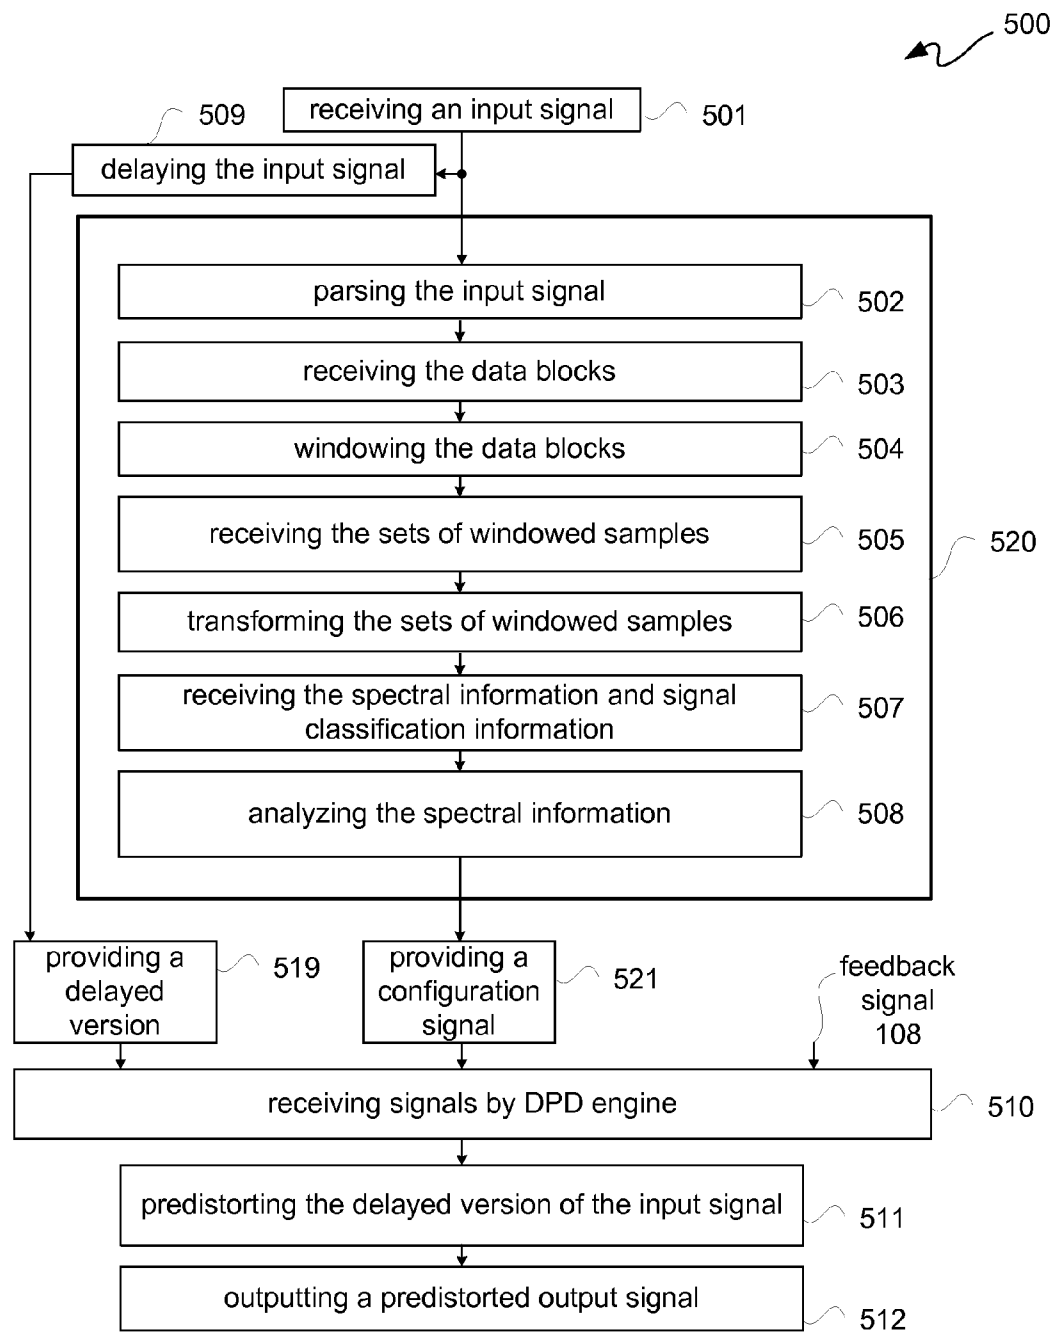 500
receiving an input signal
501
509
delaying the input signal
parsing the input signal
502
receiving the data blocks
503
windowing the data blocks
504
receiving the sets of windowed samples
505
520
transforming the sets of windowed samples
506
receiving the spectral information and signal
classification information
507
analyzing the spectral information
508
providing a
delayed
version
519
providing a
configuration
signal
521
feedback
signal
108
receiving signals by DPD engine
510
predistorting the delayed version of the input signal
511
outputting a predistorted output signal
512